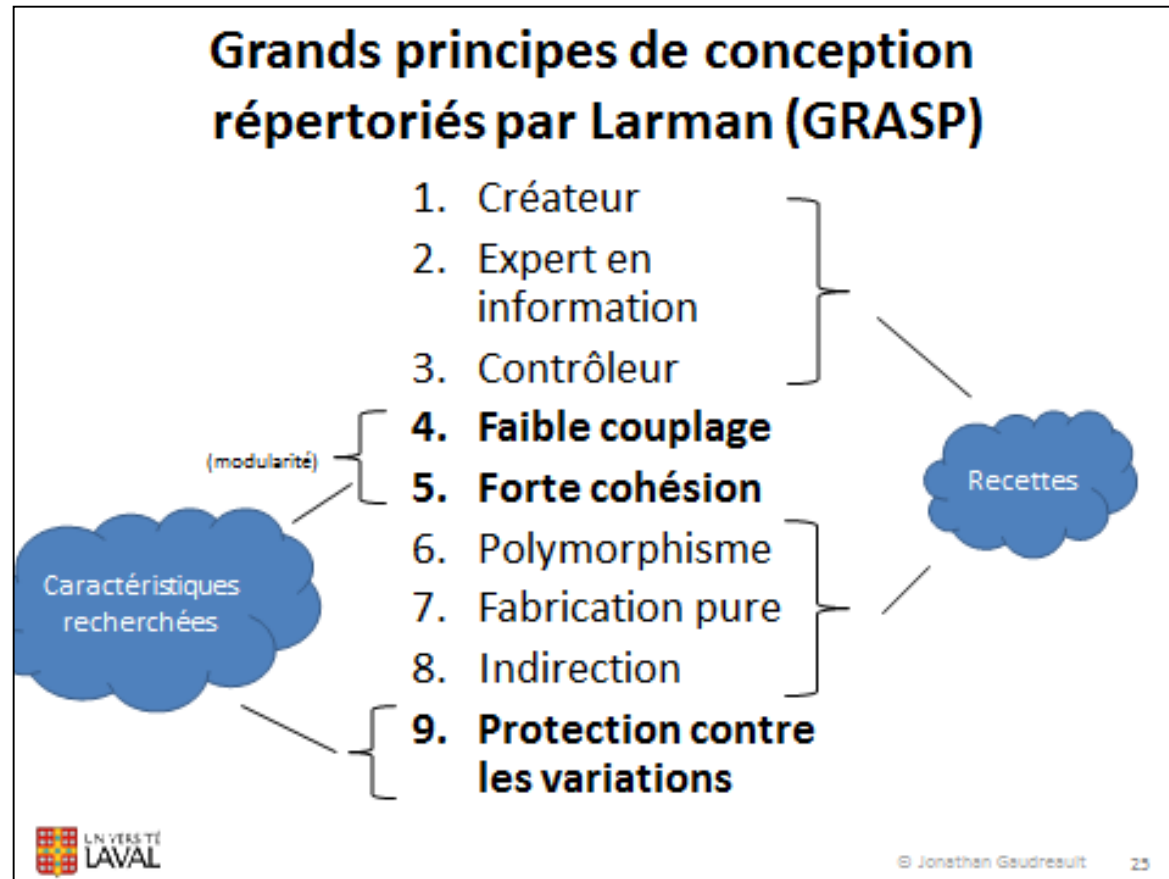 Grands principes de conception
répertoriés par Larman (GRASP)
1. Créateur
2. Expert en
information
3. Contrôleur
4. Faible couplage
(modularité)
5. Forte cohésion
Recettes
6. Polymorphisme
Caractéristiques
recherchées
7. Fabrication pure
8. Indirection
9. Protection contre
les variations
UNIVERSITÉ
LAVAL
© Jonathan Gaudreault 25